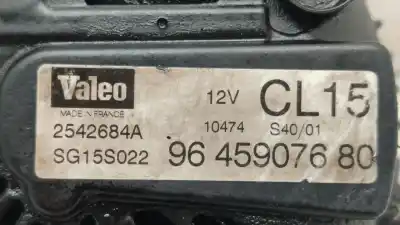 Valeo
12V CL15
MADE IN FRANCE
2542684A 10474 S40/01
SG15S022 96 459076 80